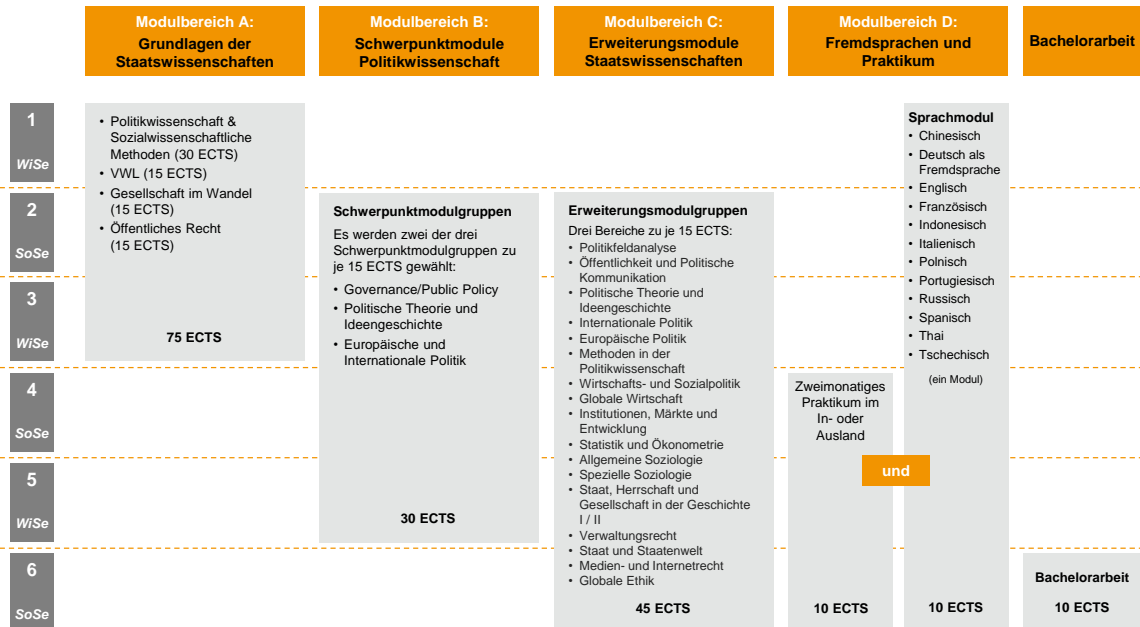 Modulbereich A:
Grundlagen der
Staatswissenschaften
Modulbereich B:
Schwerpunktmodule
Politikwissenschaft
Modulbereich C:
Erweiterungsmodule
Staatswissenschaften
Modulbereich D:
Fremdsprachen und
Praktikum
Bachelorarbeit
1
WiSe
2
SoSe
3
WiSe
4
SoSe
5
WiSe
6
SoSe
• Politikwissenschaft &
Sozialwissenschaftliche
Methoden (30 ECTS)
• VWL (15 ECTS)
• Gesellschaft im Wandel
(15 ECTS)
• Öffentliches Recht
(15 ECTS)
75 ECTS
Schwerpunktmodulgruppen
Es werden zwei der drei
Schwerpunktmodulgruppen zu
je 15 ECTS gewählt:
• Governance/Public Policy
• Politische Theorie und
Ideengeschichte
• Europäische und
Internationale Politik
30 ECTS
Erweiterungsmodulgruppen
Drei Bereiche zu je 15 ECTS:
• Politikfeldanalyse
• Öffentlichkeit und Politische
Kommunikation
• Politische Theorie und
Ideengeschichte
• Internationale Politik
• Europäische Politik
• Methoden in der
Politikwissenschaft
• Wirtschafts- und Sozialpolitik
• Globale Wirtschaft
• Institutionen, Märkte und
Entwicklung
• Statistik und Ökonometrie
• Allgemeine Soziologie
• Spezielle Soziologie
• Staat, Herrschaft und
Gesellschaft in der Geschichte
I / II
• Verwaltungsrecht
• Staat und Staatenwelt
• Medien- und Internetrecht
• Globale Ethik
45 ECTS
Zweimonatiges
Praktikum im
In- oder
Ausland
10 ECTS
und
Sprachmodul
• Chinesisch
• Deutsch als
Fremdsprache
• Englisch
• Französisch
• Indonesisch
• Italienisch
• Polnisch
• Portugiesisch
• Russisch
• Spanisch
• Thai
• Tschechisch
(ein Modul)
10 ECTS
Bachelorarbeit
10 ECTS